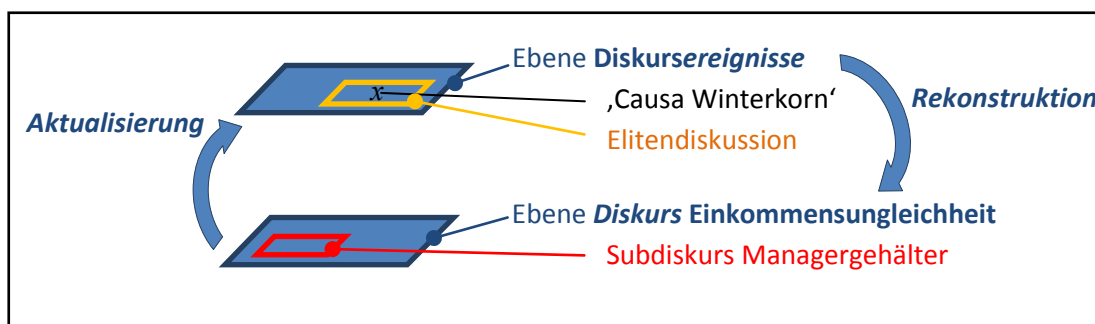 Ebene Diskursereignisse
x
‚Causa Winterkorn‘
Rekonstruktion
Aktualisierung
Elitendiskussion
Ebene Diskurs Einkommensungleichheit
Subdiskurs Managergehälter